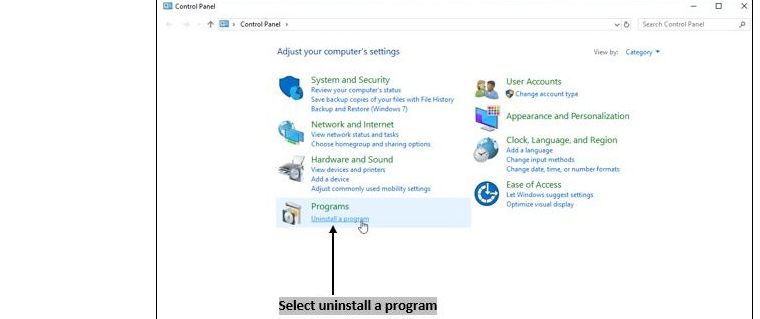 Control Panel
Control Panel
Search Control Panel
Adjust your computer's settings
View by: Category
System and Security
Review your computer's status
Save backup copies of your files with File History
Backup and Restore (Windows 7)
Network and Internet
View network status and tasks
Choose homegroup and sharing options
Hardware and Sound
View devices and printers
Add a device
Adjust commonly used mobility settings
Programs
Uninstall a program
User Accounts
Change account type
Appearance and Personalization
Clock, Language, and Region
Add a language
Change input methods
Change date, time, or number formats
Ease of Access
Let Windows suggest settings
Optimize visual display
Select uninstall a program